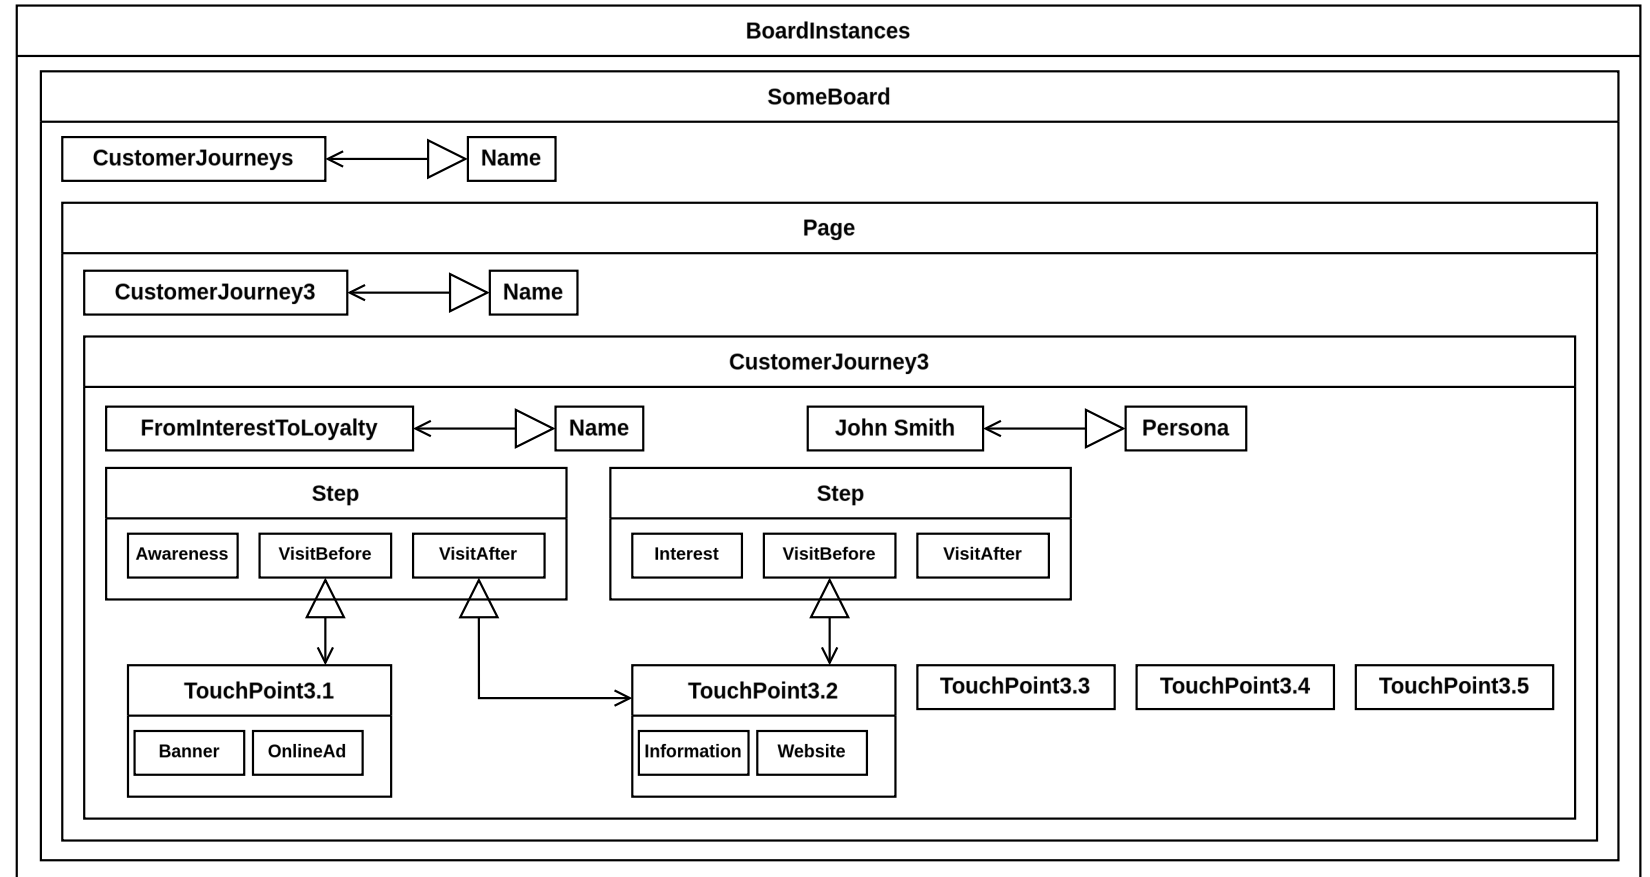 BoardInstances
SomeBoard
CustomerJourneys Name
Page
CustomerJourney3 Name
CustomerJourney3
FromInterestToLoyalty Name John Smith Persona
Step Step
Awareness VisitBefore VisitAfter Interest VisitBefore VisitAfter
TouchPoint3.1 TouchPoint3.2 TouchPoint3.3 TouchPoint3.4 TouchPoint3.5
Banner OnlineAd Information Website